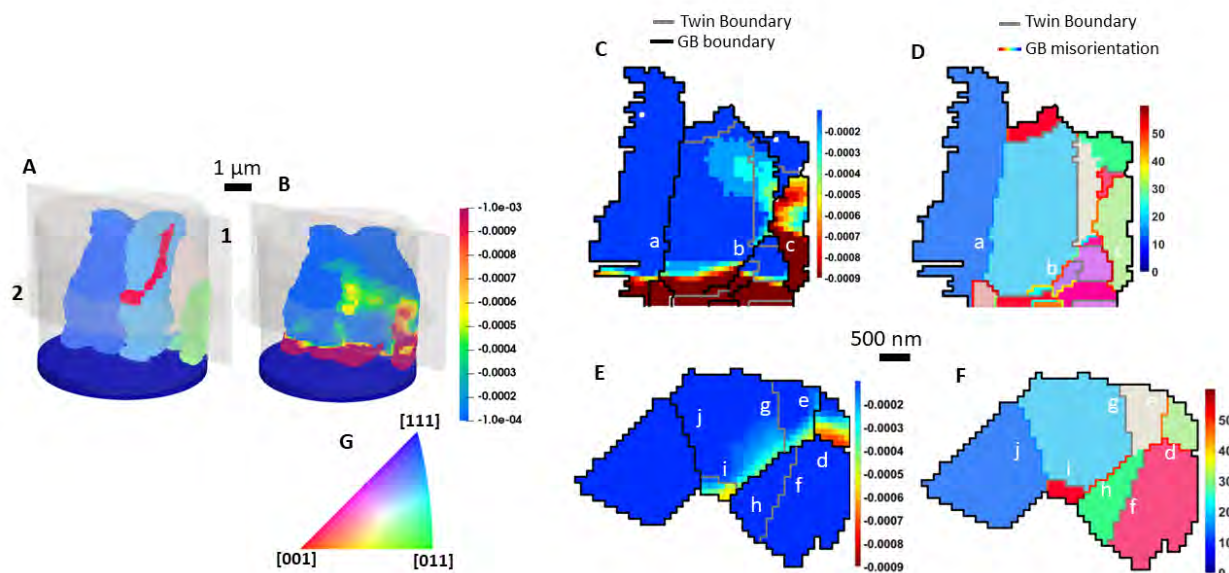 Twin Boundary
GB boundary
Twin Boundary
GB misorientation
A
1 µm
B
C
D
1
2
-1.0e-03
-0.0009
-0.0008
-0.0007
-0.0006
-0.0005
-0.0004
-0.0003
-0.0002
-1.0e-04
a
b
c
-0.0002
-0.0003
-0.0004
-0.0005
-0.0006
-0.0007
-0.0008
-0.0009
a
b
50
40
30
20
10
0
500 nm
E
F
G
[111]
[001]
[011]
j
g
e
i
d
h
f
-0.0002
-0.0003
-0.0004
-0.0005
-0.0006
-0.0007
-0.0008
-0.0009
j
g
e
i
d
h
f
50
40
30
20
10
0